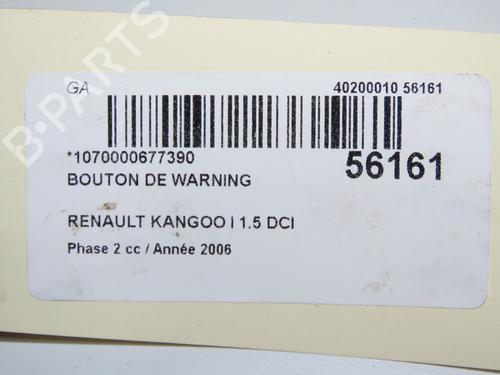 GA 40200010 56161
*1070000677390 56161
BOUTON DE WARNING
RENAULT KANGOO I 1.5 DCI
Phase 2 cc / Année 2006
B-PARTS